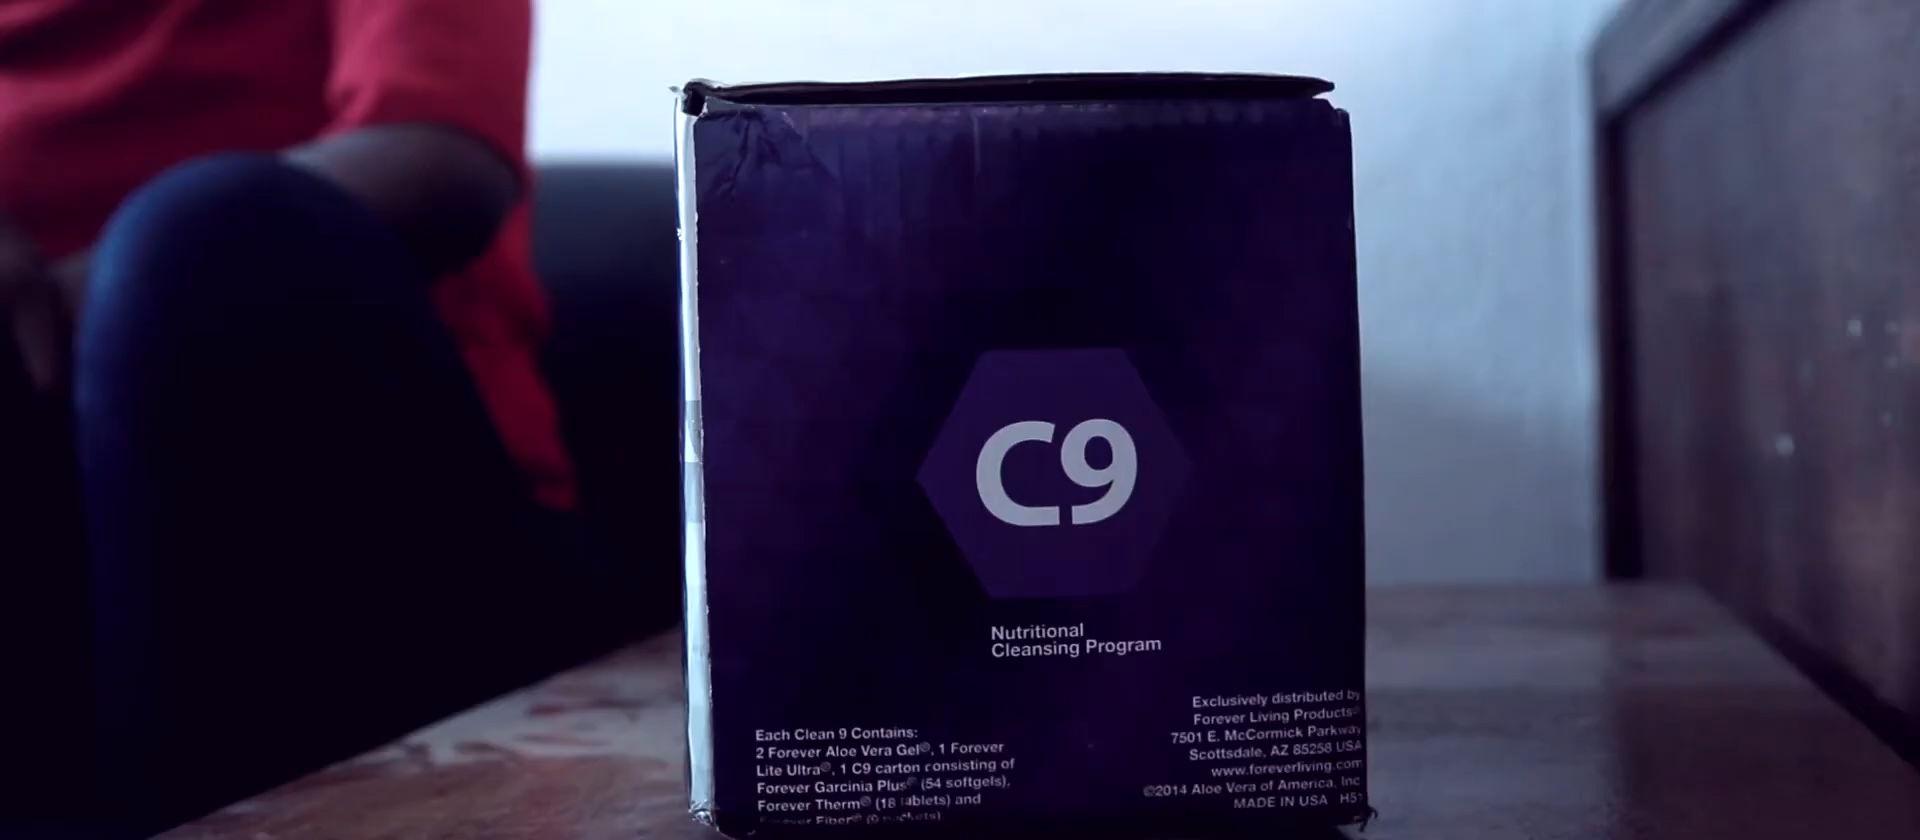 C9
Nutritional
Cleansing Program
Each Clean 9 Contains:
2 Forever Aloe Vera Gel®, 1 Forever
Lite Ultra®, 1 C9 carton consisting of
Forever Garcinia Plus® (54 softgels),
Forever Therm® (18 tablets) and
Forever Fiber®
Exclusively distributed by
Forever Living Products®
7501 E. McCormick Parkway
Scottsdale, AZ 85258 USA
www.foreverliving.com
©2014 Aloe Vera of America, Inc
MADE IN USA